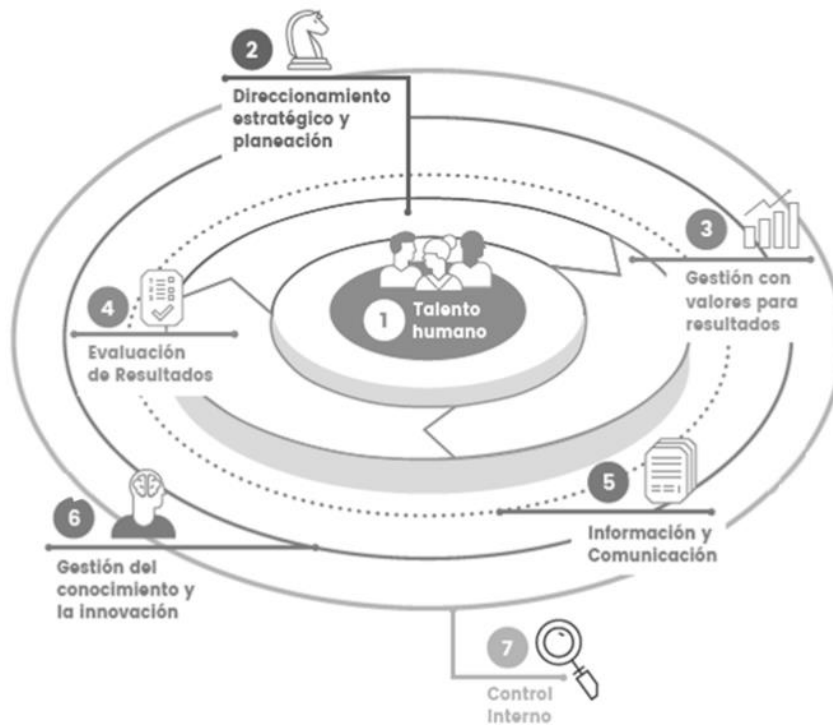 2
Direccionamiento
estratégico y
planeación
3
Gestión con
valores para
resultados
1 Talento
humano
4
Evaluación
de Resultados
5
Información y
Comunicación
6
Gestión del
conocimiento y
la innovación
7
Control
Interno